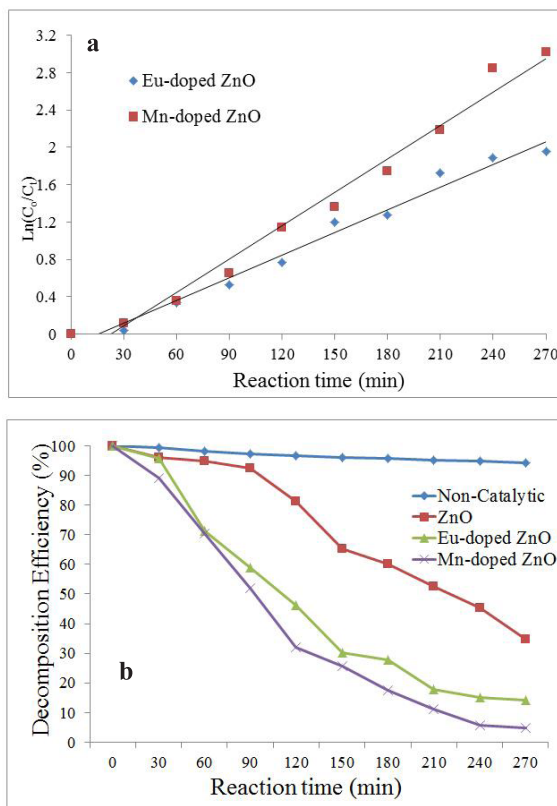 a
3.2
2.8
2.4
2
1.6
1.2
0.8
0.4
0
Ln(Co/Ct)
Eu-doped ZnO
Mn-doped ZnO
0 30 60 90 120 150 180 210 240 270
Reaction time (min)
100
90
80
70
60
50
40
30
20
10
0
Decomposition Efficiency (%)
Non-Catalytic
ZnO
Eu-doped ZnO
Mn-doped ZnO
b
0 30 60 90 120 150 180 210 240 270
Reaction time (min)